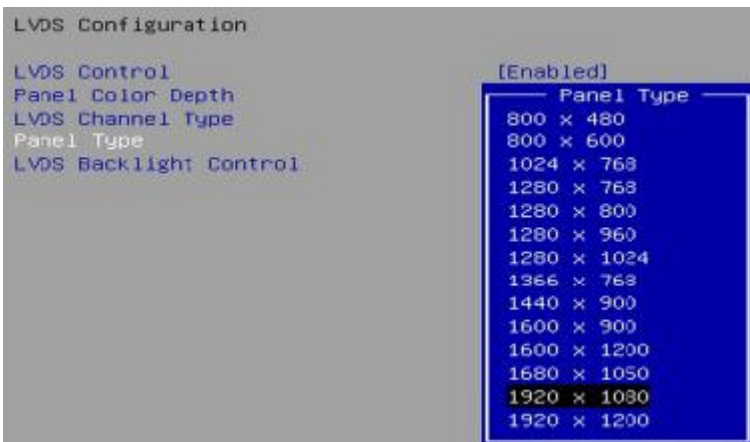 LVDS Configuration
LVDS Control [Enabled]
Panel Color Depth
LVDS Channel Type
Panel Type
LVDS Backlight Control
Panel Type
800 x 480
800 x 600
1024 x 768
1280 x 768
1280 x 800
1280 x 960
1280 x 1024
1366 x 768
1440 x 900
1600 x 900
1600 x 1200
1680 x 1050
1920 x 1080
1920 x 1200